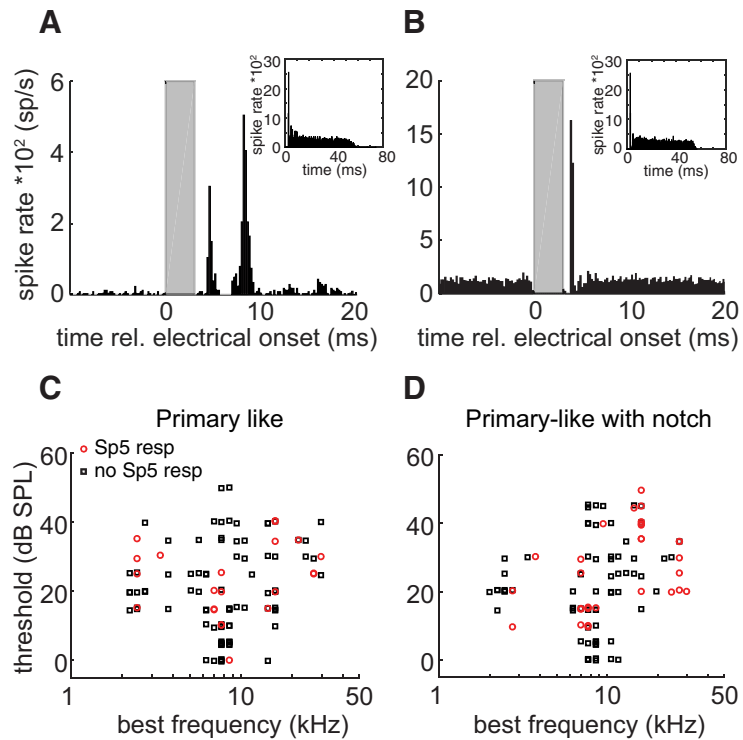 A
6
4
2
0
spike rate *10² (sp/s)
0
10
20
time rel. electrical onset (ms)
30
20
10
0
spike rate *10²
0
40
80
time (ms)
B
20
15
10
5
0
0
10
20
time rel. electrical onset (ms)
30
20
10
0
spike rate *10²
0
40
80
time (ms)
C
Primary like
Sp5 resp
no Sp5 resp
60
40
20
0
threshold (dB SPL)
1
10
50
best frequency (kHz)
D
Primary-like with notch
60
40
20
0
1
10
50
best frequency (kHz)